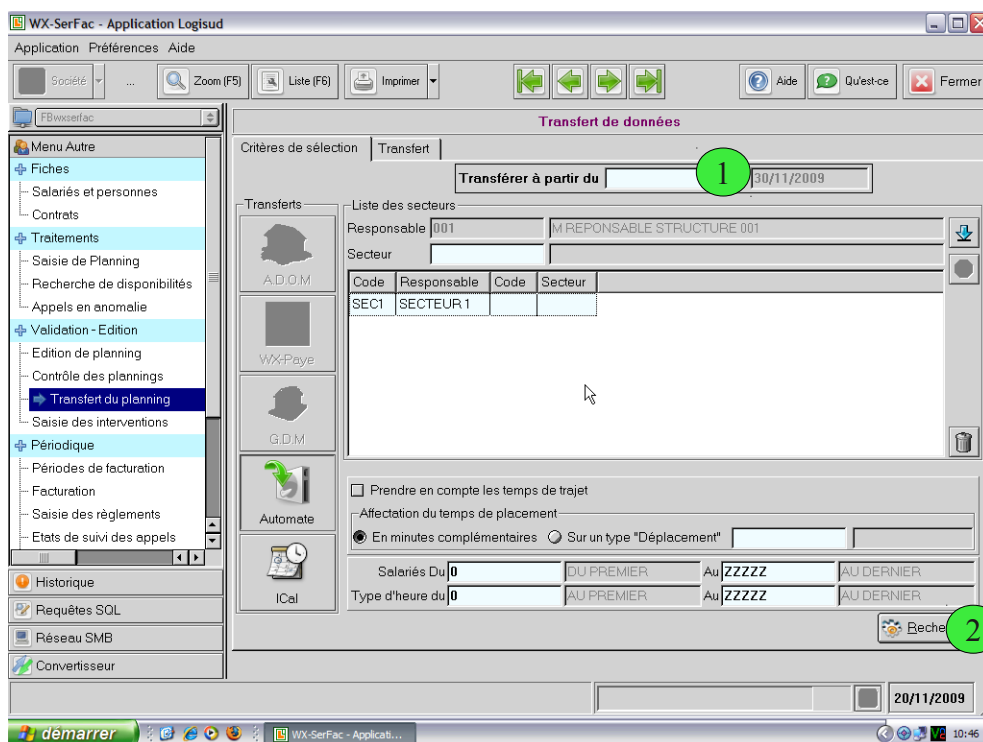 WX-SerFac - Application Logisud
Application Préférences Aide
Société ... Zoom (F5) Liste (F6) Imprimer Aide Qu'est-ce Fermer
FBwxserfac
Transfert de données
Menu Autre
Fiches
Salariés et personnes
Contrats
Traitements
Saisie de Planning
Recherche de disponibilités
Appels en anomalie
Validation - Edition
Edition de planning
Contrôle des plannings
Transfert du planning
Saisie des interventions
Périodique
Périodes de facturation
Facturation
Saisie des règlements
Etats de suivi des appels
Historique
Requêtes SQL
Réseau SMB
Convertisseur
Critères de sélection Transfert
Transférer à partir du 1 30/11/2009
Transferts
A.D.O.M
WX-Paye
G.D.M
Automate
ICal
Liste des secteurs
Responsable 001 M REPONSABLE STRUCTURE 001
Secteur
Code Responsable Code Secteur
SEC1 SECTEUR 1
Prendre en compte les temps de trajet
Affectation du temps de placement
En minutes complémentaires Sur un type "Déplacement"
Salariés Du 0 DU PREMIER Au ZZZZZ AU DERNIER
Type d'heure du 0 AU PREMIER Au ZZZZZ AU DERNIER
Reche 2
20/11/2009
démarrer WX-SerFac - Applicati... V2 10:46